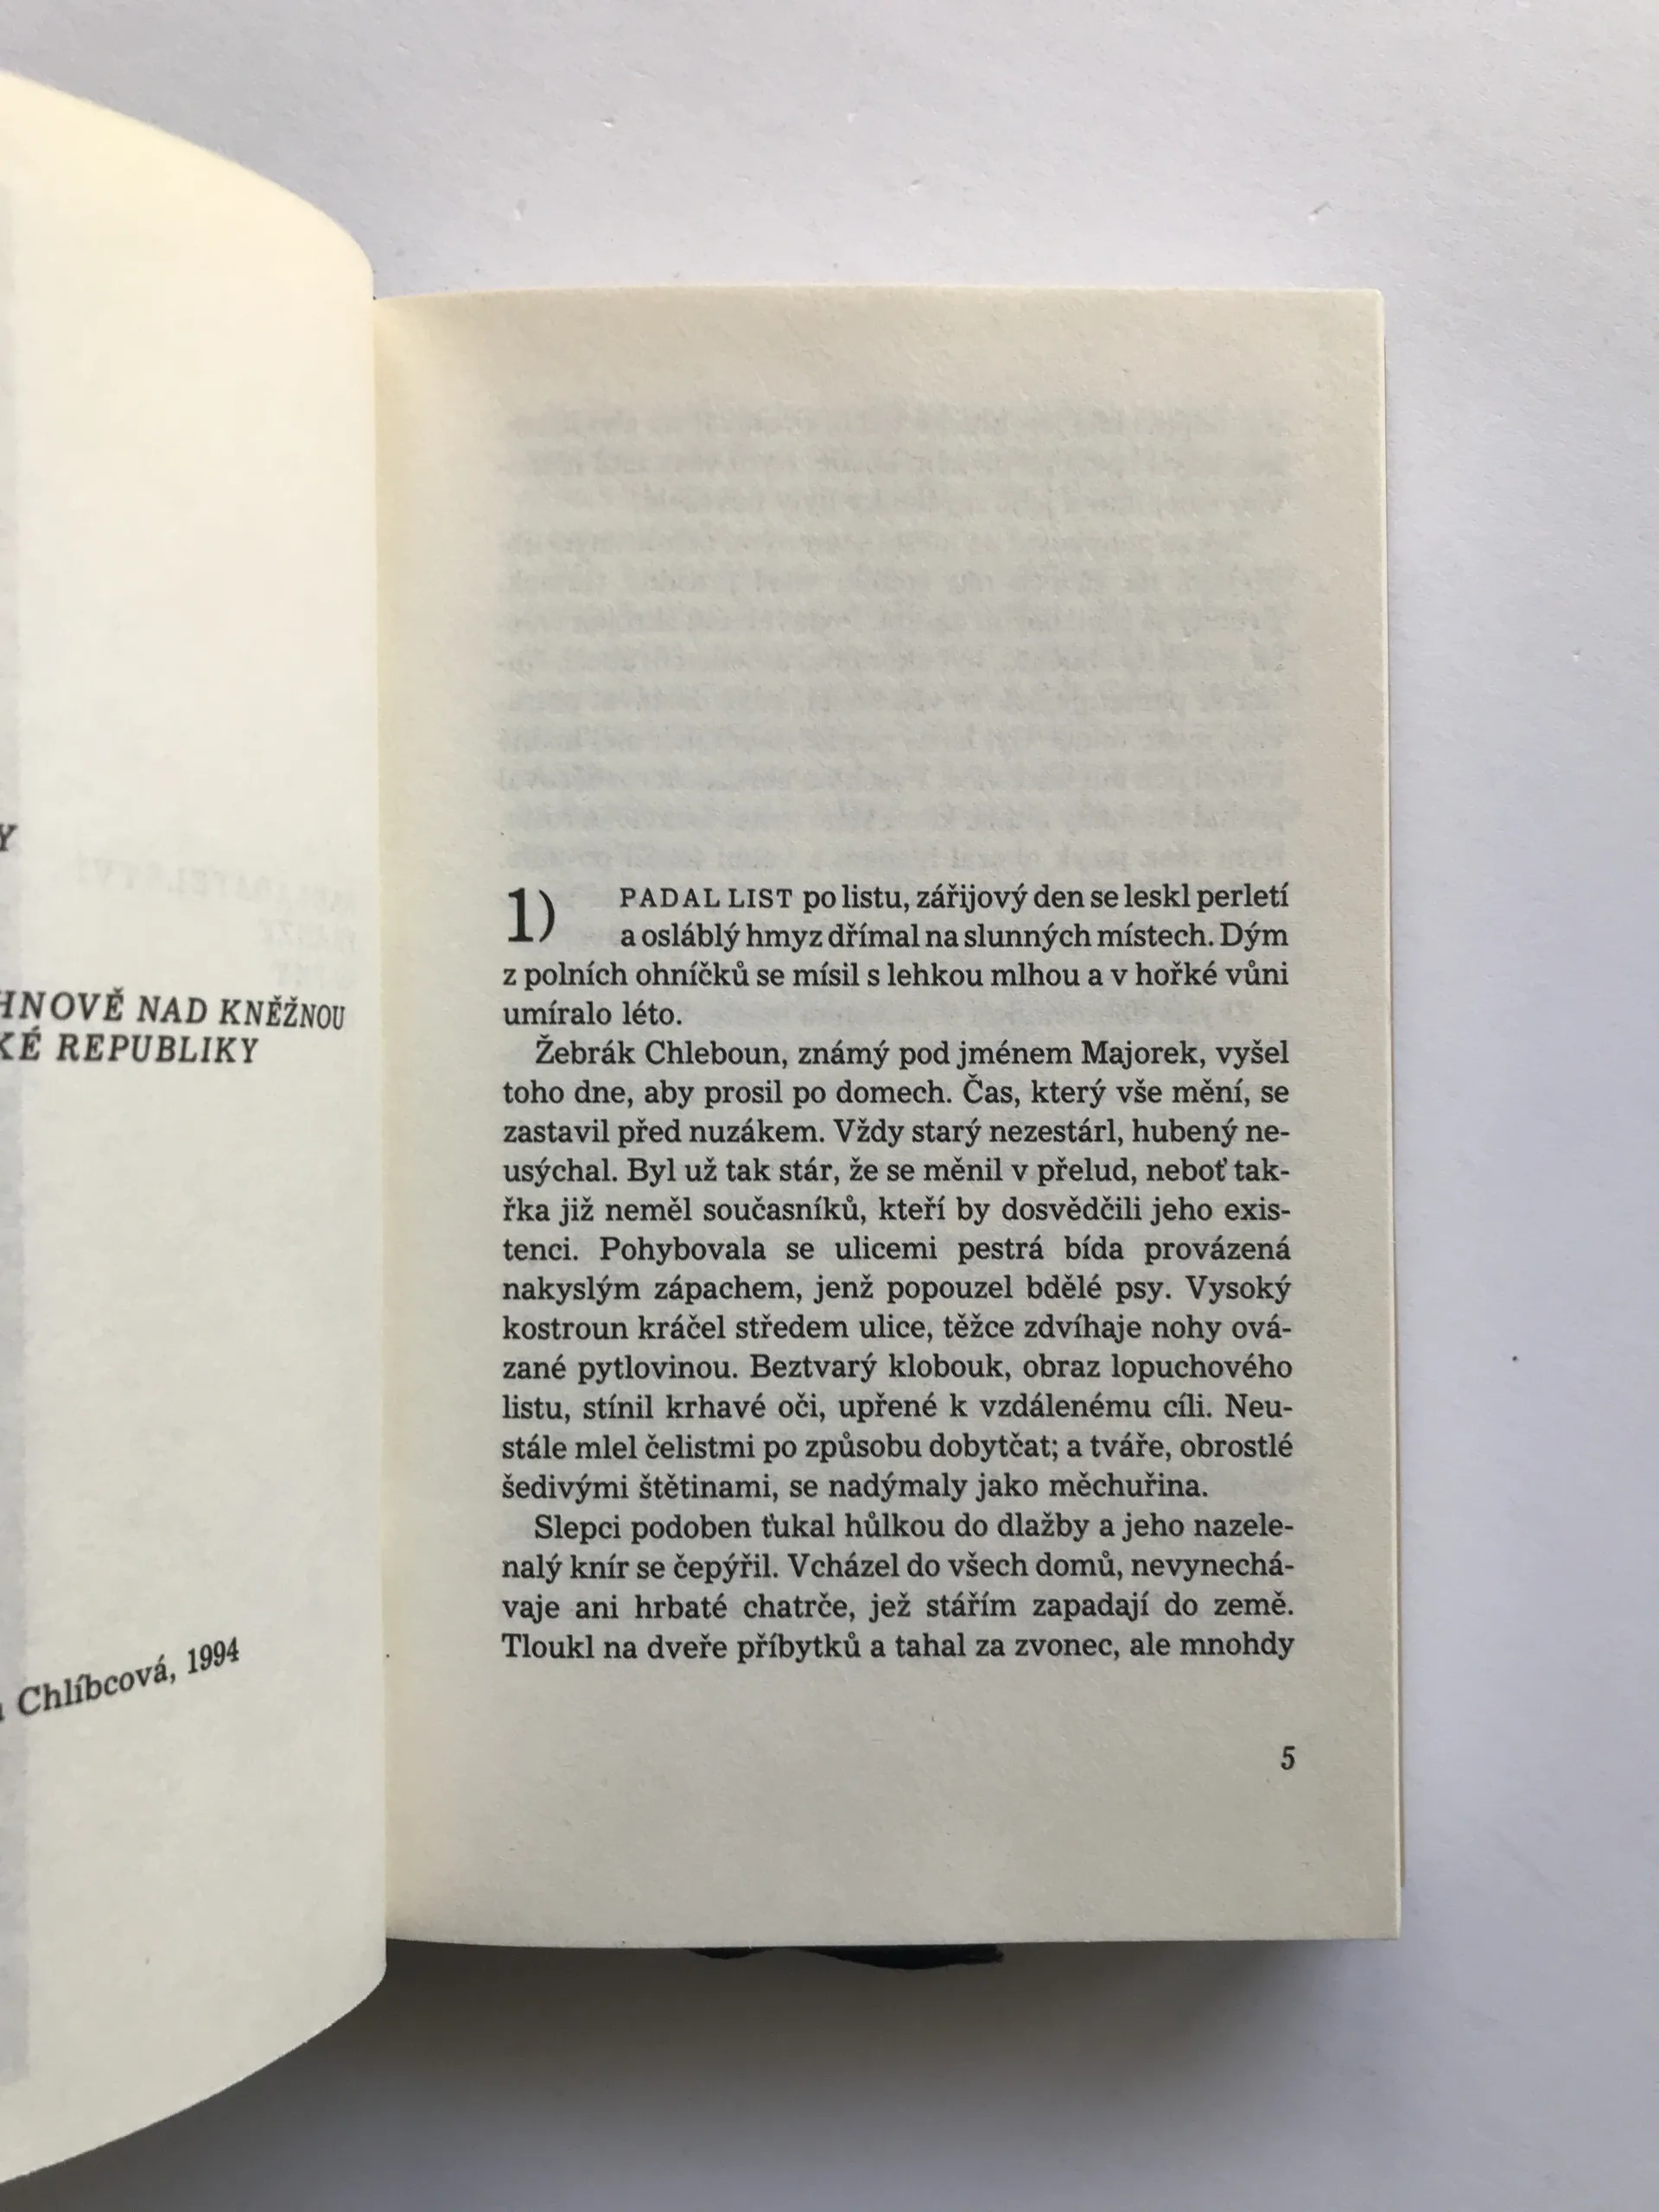 Y
HNOVĚ NAD KNĚŽNOU
KÉ REPUBLIKY
Chlíbcová, 1994
1) PADAL LIST po listu, zářijový den se leskl perletí
a osláblý hmyz dřímal na slunných místech. Dým
z polních ohníčků se mísil s lehkou mlhou a v hořké vůni
umíralo léto.
Žebrák Chleboun, známý pod jménem Majorek, vyšel
toho dne, aby prosil po domech. Čas, který vše mění, se
zastavil před nuzákem. Vždy starý nezestárl, hubený ne-
usýchal. Byl už tak stár, že se měnil v přelud, neboť tak-
řka již neměl současníků, kteří by dosvědčili jeho exis-
tenci. Pohybovala se ulicemi pestrá bída provázená
nakyslým zápachem, jenž popouzel bdělé psy. Vysoký
kostroun kráčel středem ulice, těžce zdvíhaje nohy ová-
zané pytlovinou. Beztvarý klobouk, obraz lopuchového
listu, stínil krhavé oči, upřené k vzdálenému cíli. Neu-
stále mlel čelistmi po způsobu dobytčat; a tváře, obrostlé
šedivými štětinami, se nadýmaly jako měchuřina.
Slepci podoben ťukal hůlkou do dlažby a jeho nazele-
nalý knír se čepýřil. Vcházel do všech domů, nevynechá-
vaje ani hrbaté chatrče, jež stářím zapadají do země.
Tloukl na dveře příbytků a tahal za zvonec, ale mnohdy
5